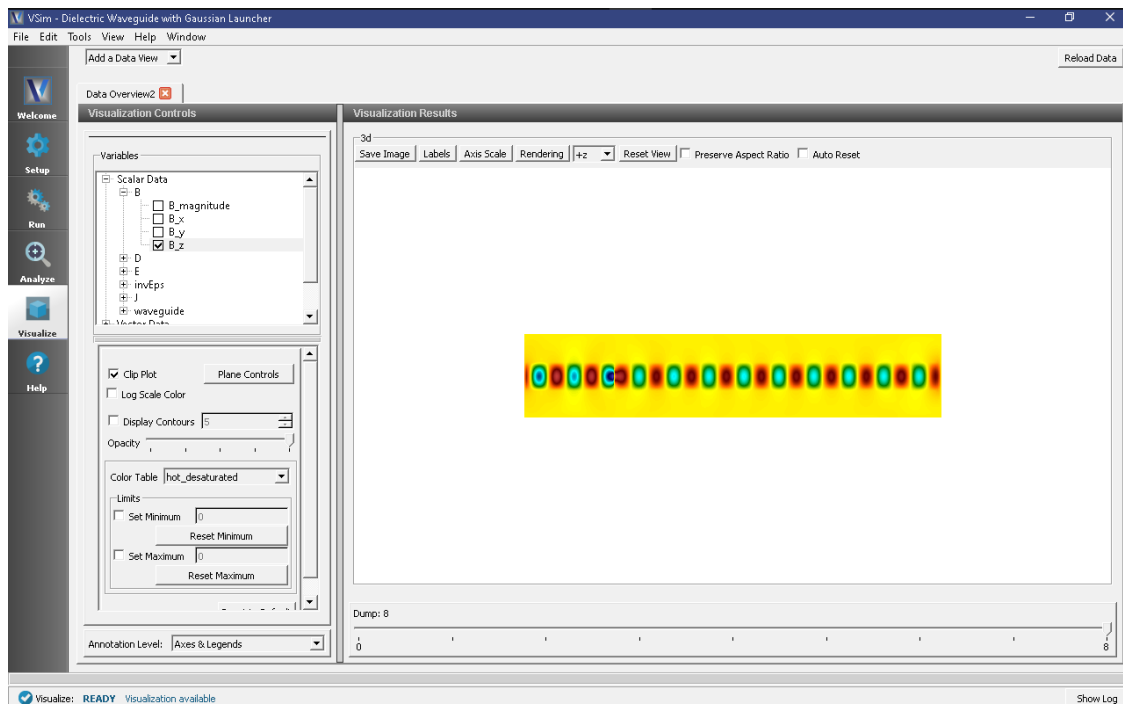 VSim - Dielectric Waveguide with Gaussian Launcher
File Edit Tools View Help Window
Add a Data View
Reload Data
Data Overview2
Welcome
Setup
Run
Analyze
Visualize
Help
Visualization Controls
Variables
Scalar Data
B
B_magnitude
B_x
B_y
B_z
D
E
invEps
J
waveguide
Vector Data
Clip Plot
Plane Controls
Log Scale Color
Display Contours 5
Opacity
Color Table hot_desaturated
Limits
Set Minimum 0
Reset Minimum
Set Maximum 0
Reset Maximum
Annotation Level: Axes & Legends
Visualization Results
3d
Save Image Labels Axis Scale Rendering +z Reset View Preserve Aspect Ratio Auto Reset
Dump: 8
0 8
Visualize: READY Visualization available
Show Log